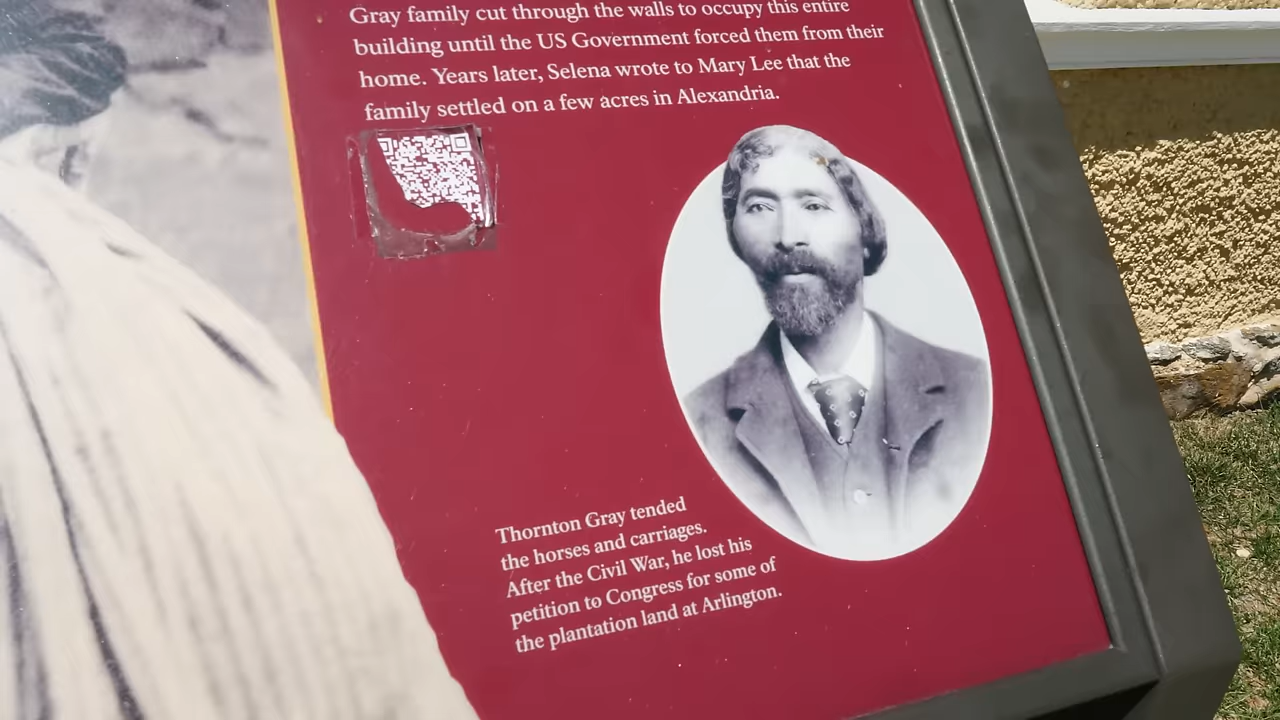 Gray family cut through the walls to occupy this entire
building until the US Government forced them from their
home. Years later, Selena wrote to Mary Lee that the
family settled on a few acres in Alexandria.
Thornton Gray tended
the horses and carriages.
After the Civil War, he lost his
petition to Congress for some of
the plantation land at Arlington.